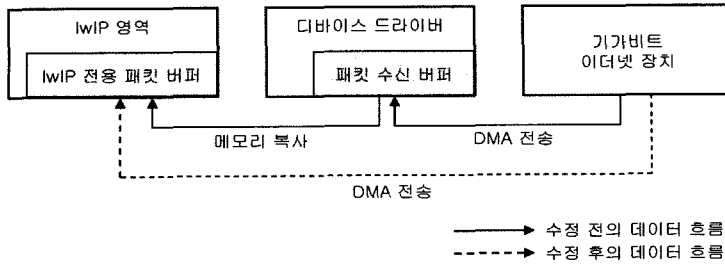 lwIP 영역
lwIP 전용 패킷 버퍼
디바이스 드라이버
패킷 수신 버퍼
기가비트
이더넷 장치
메모리 복사
DMA 전송
DMA 전송
수정 전의 데이터 흐름
수정 후의 데이터 흐름